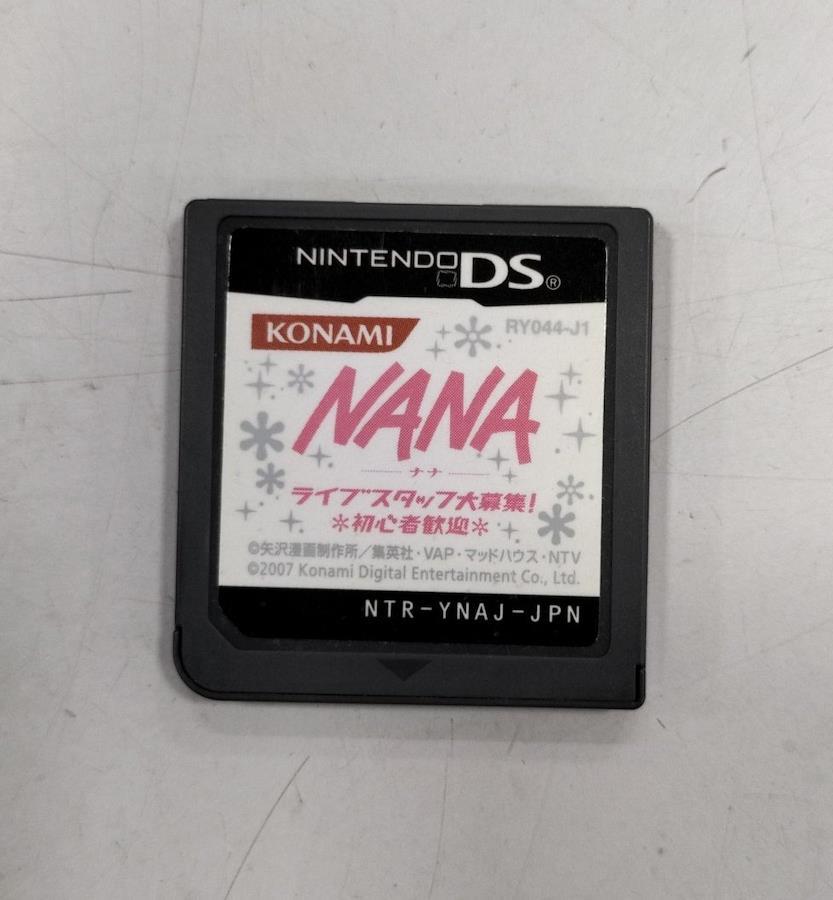 NINTENDO DS®
KONAMI
RY044-J1
NANA
ナナ
ライブスタッフ大募集!
＊初心者歓迎＊
©矢沢漫画制作所／集英社・VAP・マッドハウス・NTV
©2007 Konami Digital Entertainment Co., Ltd.
NTR-YNAJ-JPN